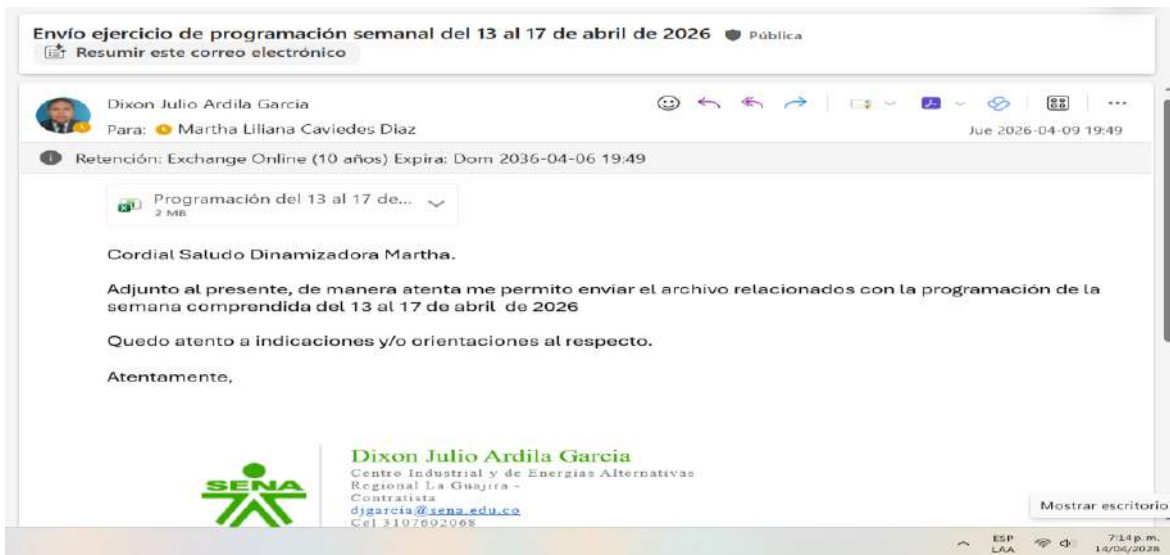 Envío ejercicio de programación semanal del 13 al 17 de abril de 2026 Pública
Resumir este correo electrónico
Dixon Julio Ardila Garcia
Para: Martha Liliana Caviedes Diaz
Jue 2026-04-09 19:49
Retención: Exchange Online (10 años) Expira: Dom 2036-04-06 19:49
Programación del 13 al 17 de...
2 MB
Cordial Saludo Dinamizadora Martha.
Adjunto al presente, de manera atenta me permito enviar el archivo relacionados con la programación de la
semana comprendida del 13 al 17 de abril de 2026
Quedo atento a indicaciones y/o orientaciones al respecto.
Atentamente,
SENA
Dixon Julio Ardila Garcia
Centro Industrial y de Energias Alternativas
Regional La Guajira -
Contratista
djgarcia@sena.edu.co
Cel 3107602068
Mostrar escritorio
ESP
LAA
7:14 p.m.
14/04/2026